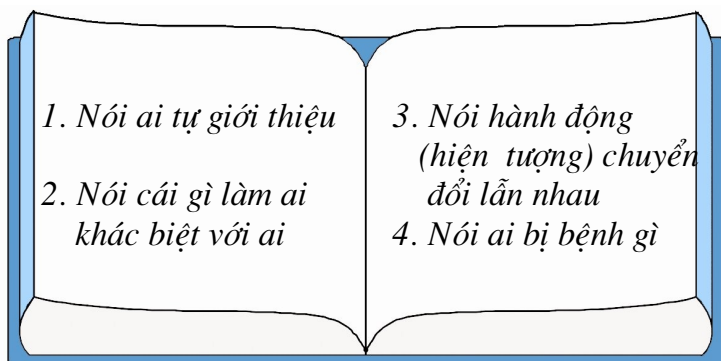 1. Nói ai tự giới thiệu
2. Nói cái gì làm ai
khác biệt với ai
3. Nói hành động
(hiện tượng) chuyển
đổi lẫn nhau
4. Nói ai bị bệnh gì